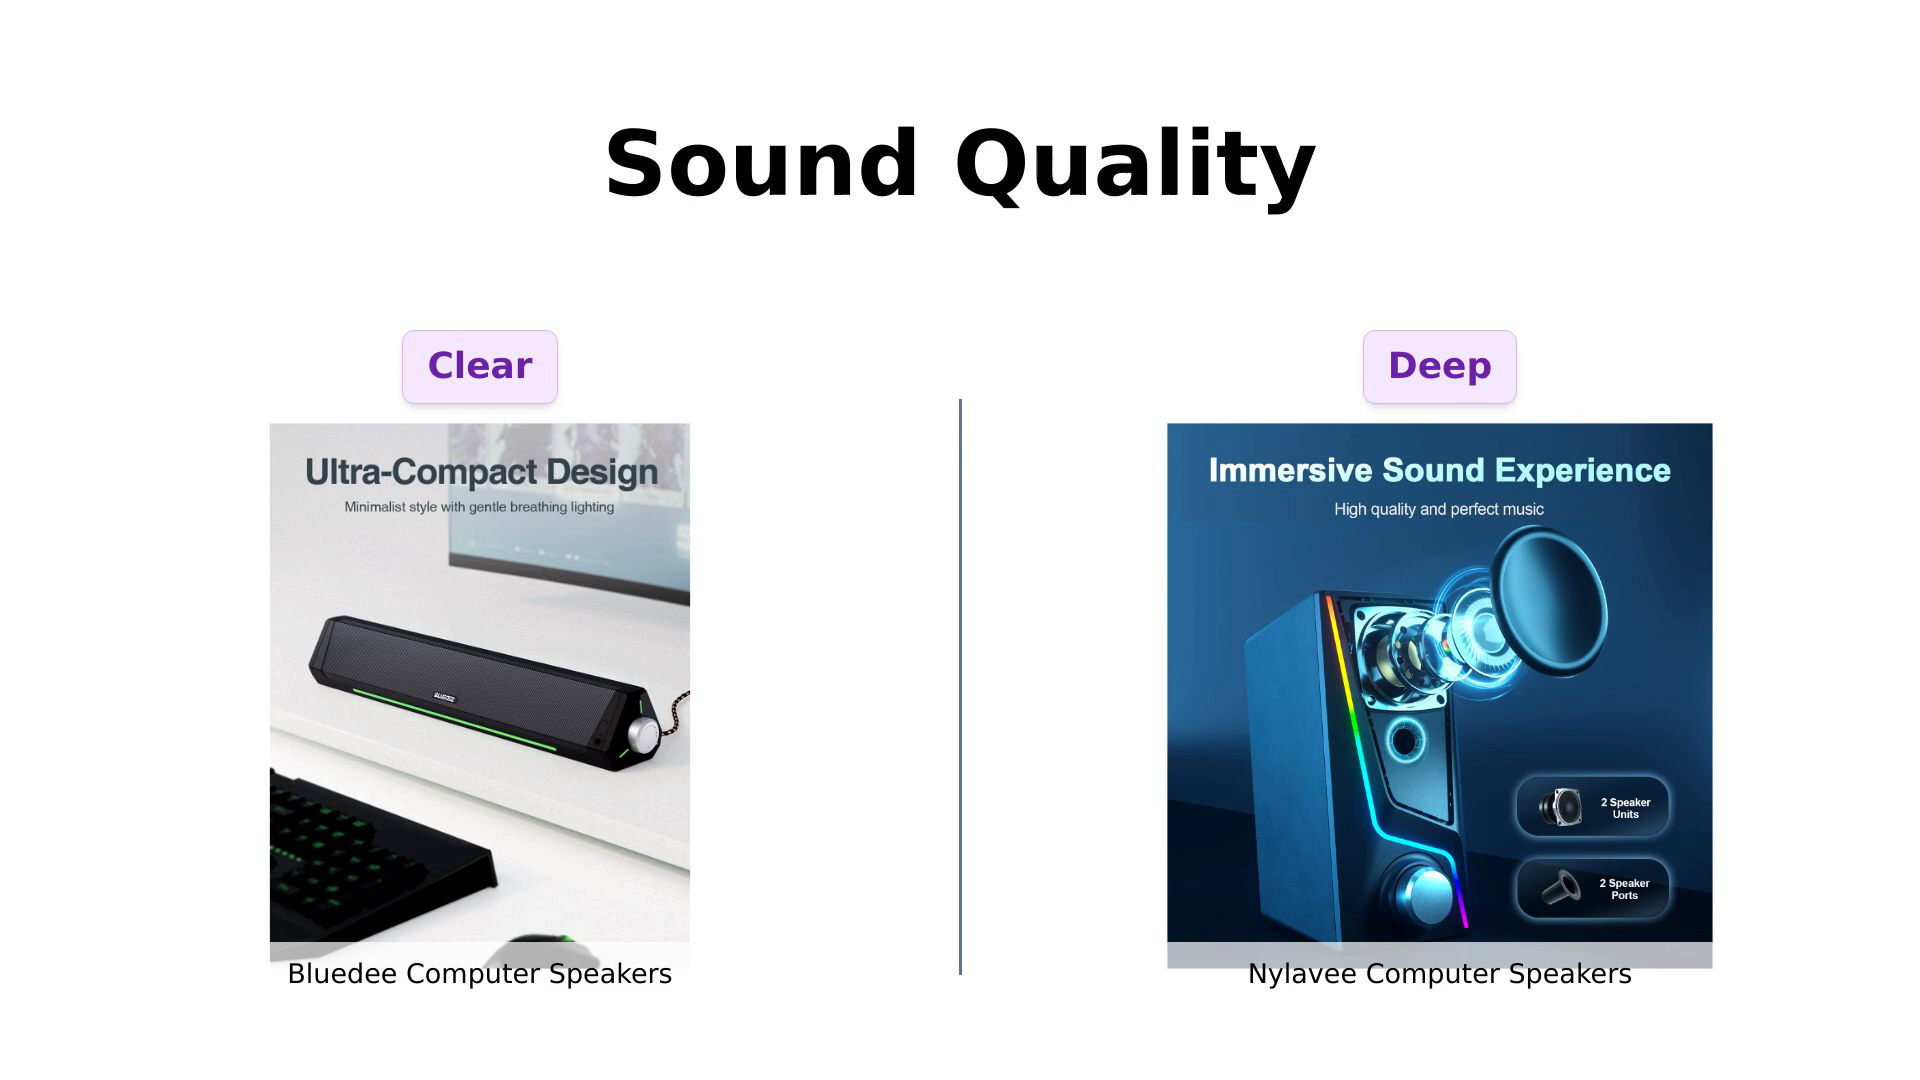 Sound Quality
Clear
Ultra-Compact Design
Minimalist style with gentle breathing lighting
BLUEDEE
Bluedee Computer Speakers
Deep
Immersive Sound Experience
High quality and perfect music
2 Speaker
Units
2 Speaker
Ports
Nylavee Computer Speakers